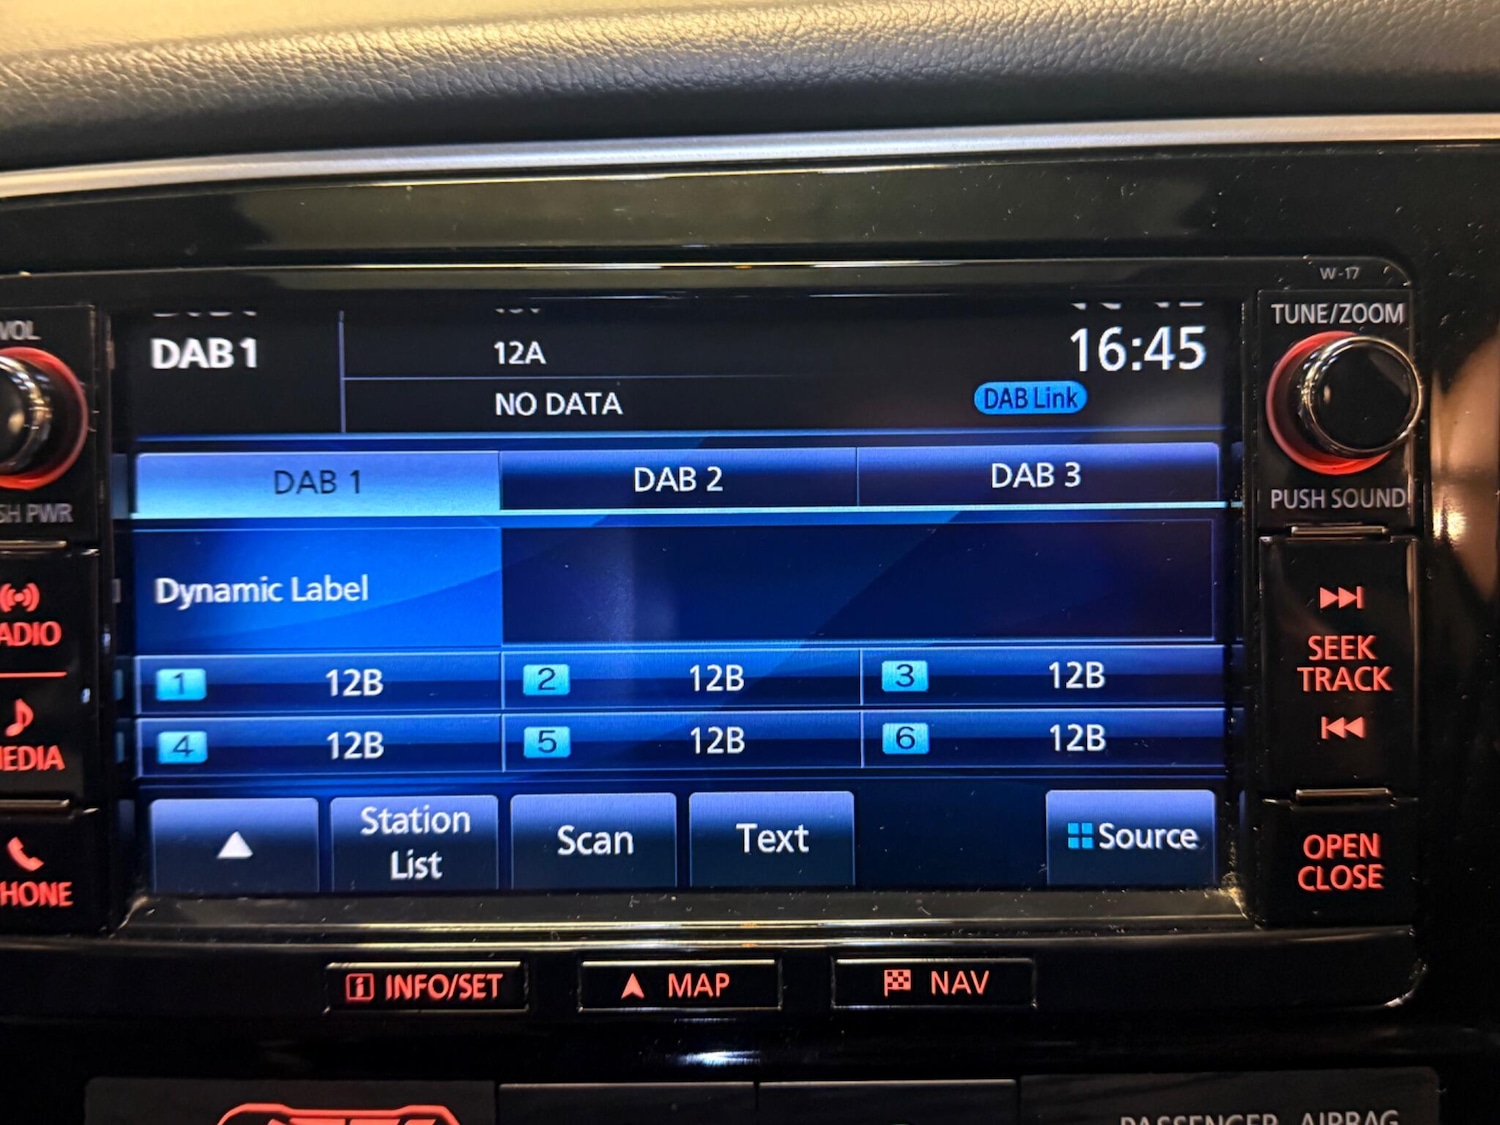 W-17
VOL
TUNE/ZOOM
DAB1
12A
16:45
NO DATA
DAB Link
DAB 1
DAB 2
DAB 3
PUSH SOUND
SH PWR
Dynamic Label
ADIO
SEEK
TRACK
1 12B
2 12B
3 12B
4 12B
5 12B
6 12B
EDIA
Station
List
Scan
Text
Source
OPEN
CLOSE
HONE
INFO/SET
MAP
NAV
PASSENGER AIRBAG